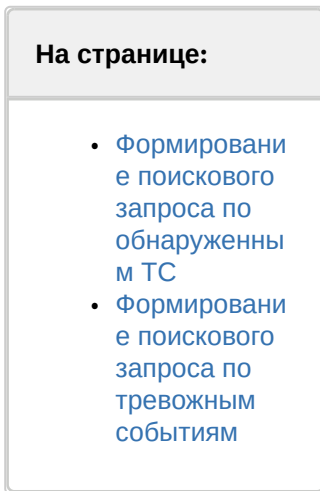 На странице:
• Формировани
е поискового
запроса по
обнаруженны
м ТС
• Формировани
е поискового
запроса по
тревожным
событиям